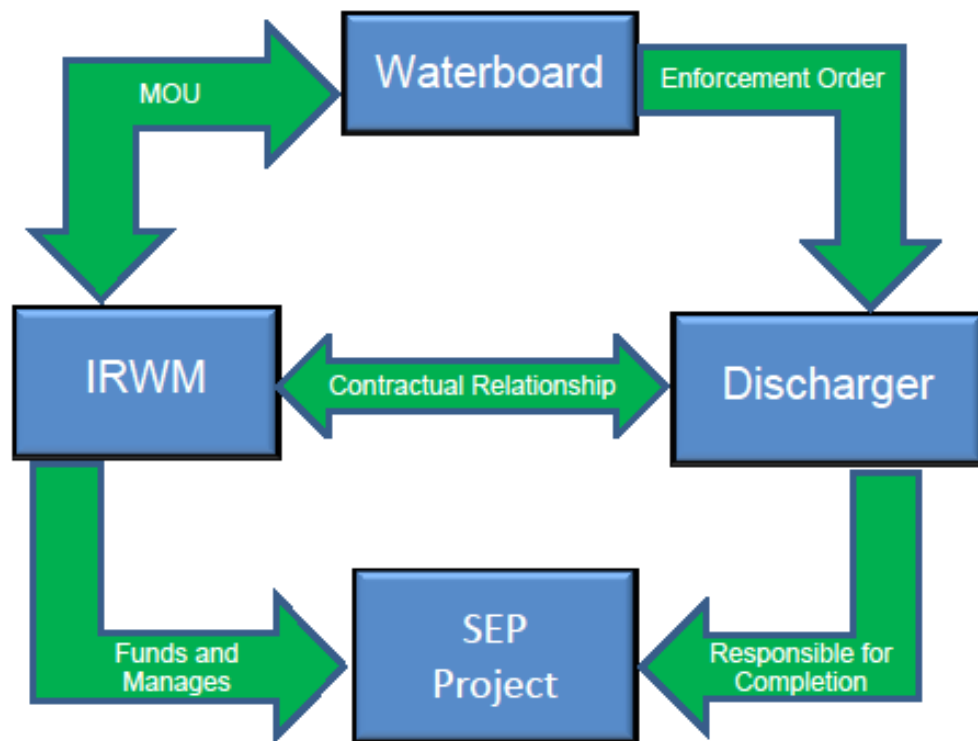 Waterboard
MOU
Enforcement Order
IRWM
Contractual Relationship
Discharger
SEP
Project
Funds and
Manages
Responsible for
Completion